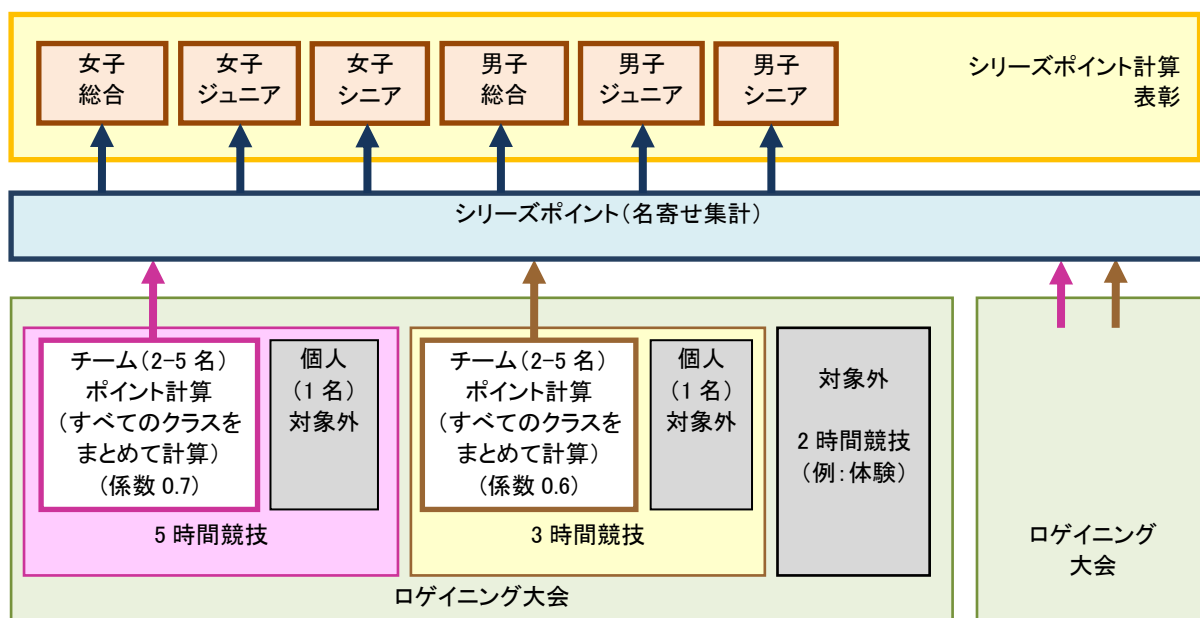 女子
総合
女子
ジュニア
女子
シニア
男子
総合
男子
ジュニア
男子
シニア
シリーズポイント計算
表彰
シリーズポイント（名寄せ集計）
チーム（2-5 名）
ポイント計算
（すべてのクラスを
まとめて計算）
（係数 0.7）
個人
（1 名）
対象外
5 時間競技
チーム（2-5 名）
ポイント計算
（すべてのクラスを
まとめて計算）
（係数 0.6）
個人
（1 名）
対象外
3 時間競技
対象外
2 時間競技
（例：体験）
ロゲイニング大会
ロゲイニング
大会